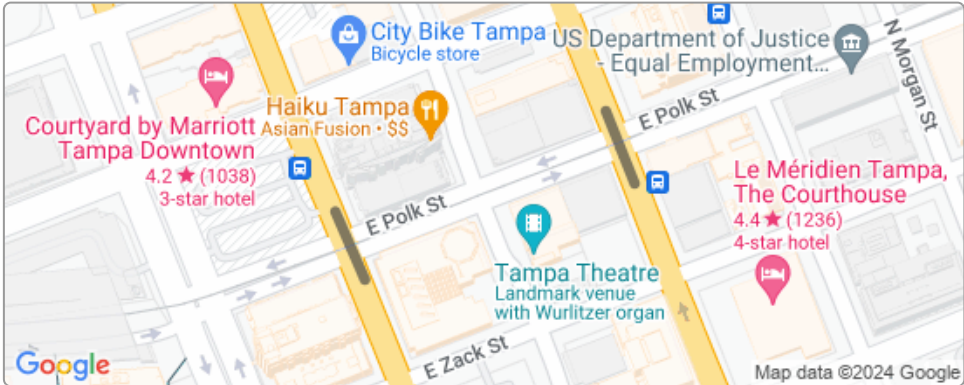 City Bike Tampa
Bicycle store
US Department of Justice
- Equal Employment...
N Morgan St
Haiku Tampa
Asian Fusion • $$
E Polk St
Courtyard by Marriott
Tampa Downtown
4.2 ★ (1038)
3-star hotel
Le Méridien Tampa,
The Courthouse
4.4 ★ (1236)
4-star hotel
E Polk St
Tampa Theatre
Landmark venue
with Wurlitzer organ
E Zack St
Google
Map data ©2024 Google